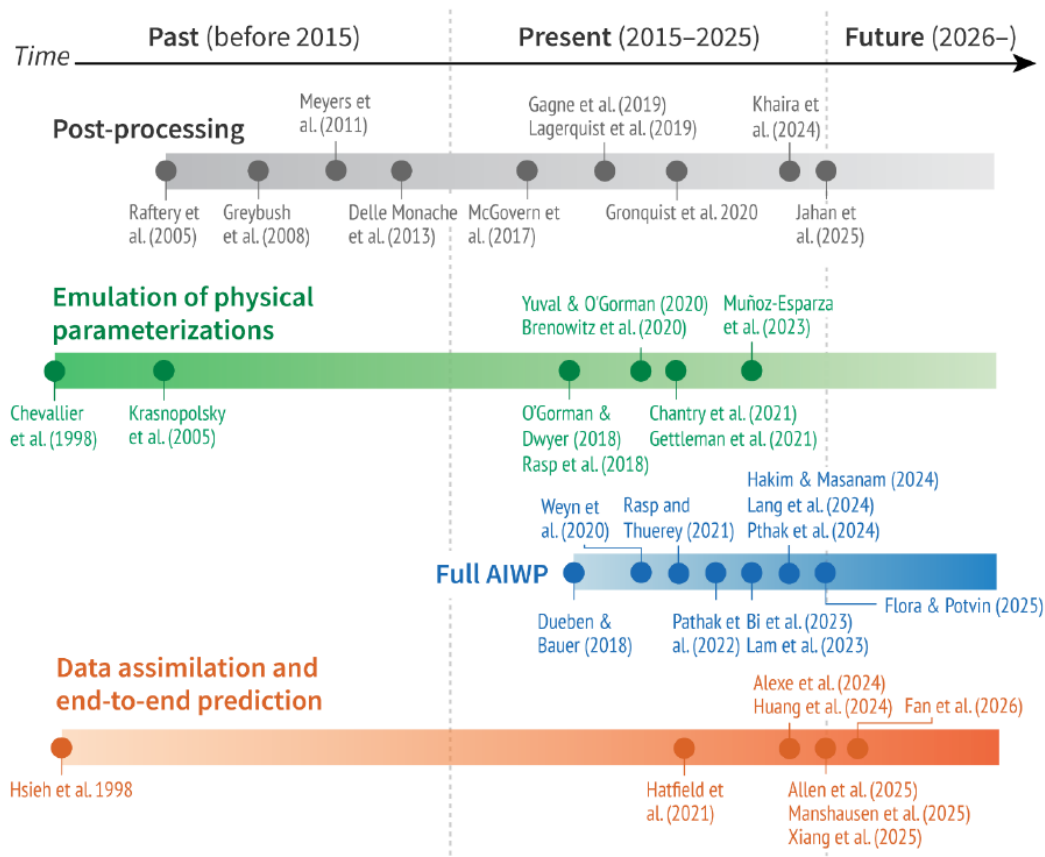 Past (before 2015)
Present (2015–2025)
Future (2026–)
Time
Post-processing
Meyers et
al. (2011)
Gagne et al. (2019)
Lagerquist et al. (2019)
Khaira et
al. (2024)
Raftery et
al. (2005)
Greybush
et al. (2008)
Delle Monache
et al. (2013)
McGovern et
al. (2017)
Gronquist et al. 2020
Jahan et
al. (2025)
Emulation of physical
parameterizations
Yuval & O'Gorman (2020)
Brenowitz et al. (2020)
Muñoz-Esparza
et al. (2023)
Chevallier
et al. (1998)
Krasnopolsky
et al. (2005)
O'Gorman &
Dwyer (2018)
Rasp et al. (2018)
Chantry et al. (2021)
Gettleman et al. (2021)
Full AIWP
Weyn et
al. (2020)
Rasp and
Thuerey (2021)
Hakim & Masanam (2024)
Lang et al. (2024)
Pthak et al. (2024)
Dueben &
Bauer (2018)
Pathak et
al. (2022)
Bi et al. (2023)
Lam et al. (2023)
Flora & Potvin (2025)
Data assimilation and
end-to-end prediction
Alexe et al. (2024)
Huang et al. (2024)
Fan et al. (2026)
Hsieh et al. 1998
Hatfield et
al. (2021)
Allen et al. (2025)
Manshausen et al. (2025)
Xiang et al. (2025)